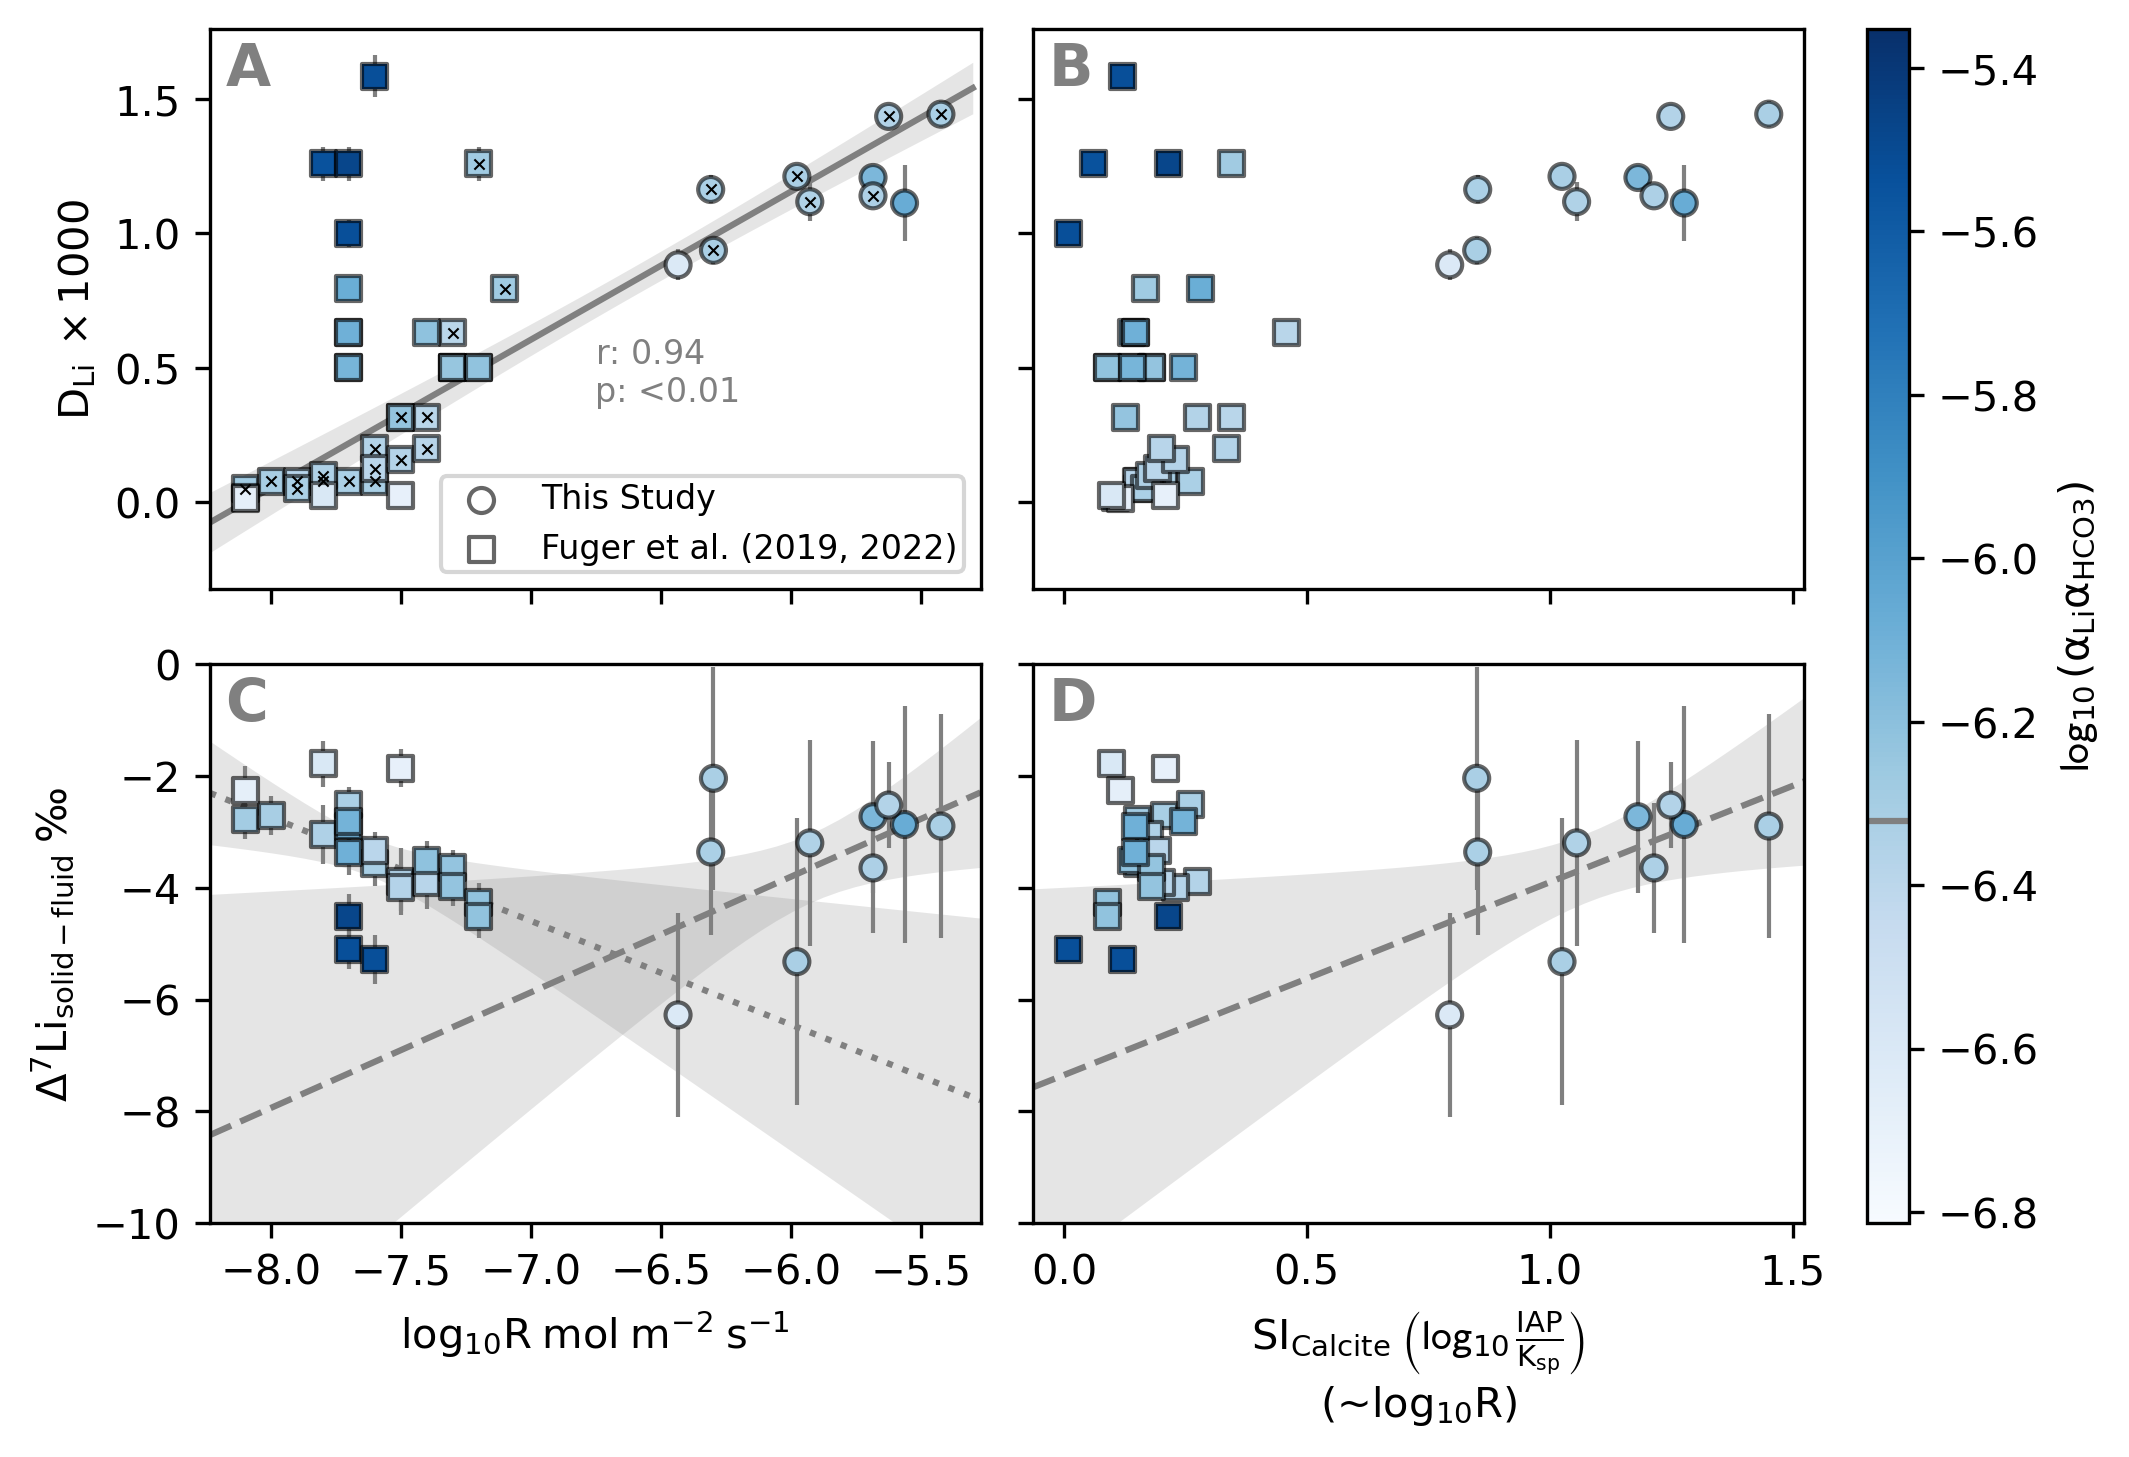 A
B
1.5
1.0
0.5
0.0
D_Li × 1000
r: 0.94
p: <0.01
This Study
Fuger et al. (2019, 2022)
C
D
0
−2
−4
−6
−8
−10
Δ⁷Li_solid−fluid ‰
−8.0 −7.5 −7.0 −6.5 −6.0 −5.5
log₁₀R mol m⁻² s⁻¹
0.0 0.5 1.0 1.5
SI_Calcite (log₁₀ IAP/K_sp)
(~log₁₀R)
−5.4
−5.6
−5.8
−6.0
−6.2
−6.4
−6.6
−6.8
log₁₀(α_Li α_HCO3)